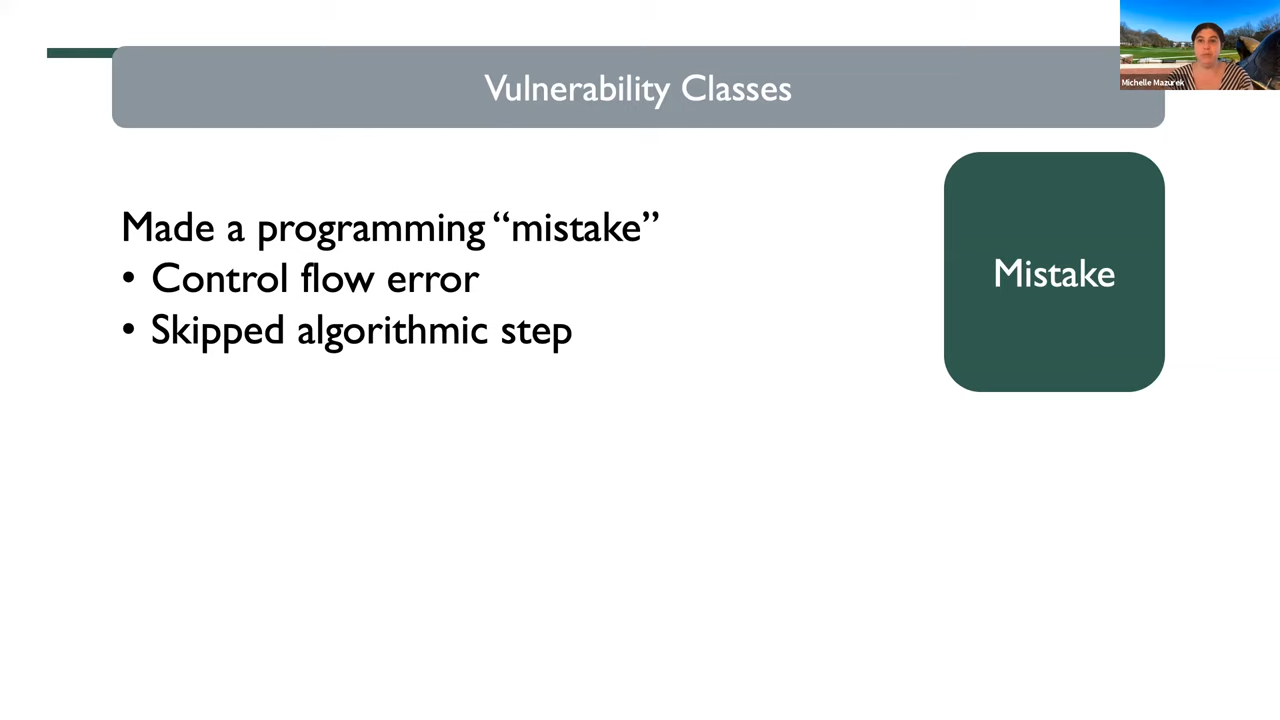 Vulnerability Classes
Michelle Mazurek
Made a programming “mistake”
• Control flow error
• Skipped algorithmic step
Mistake